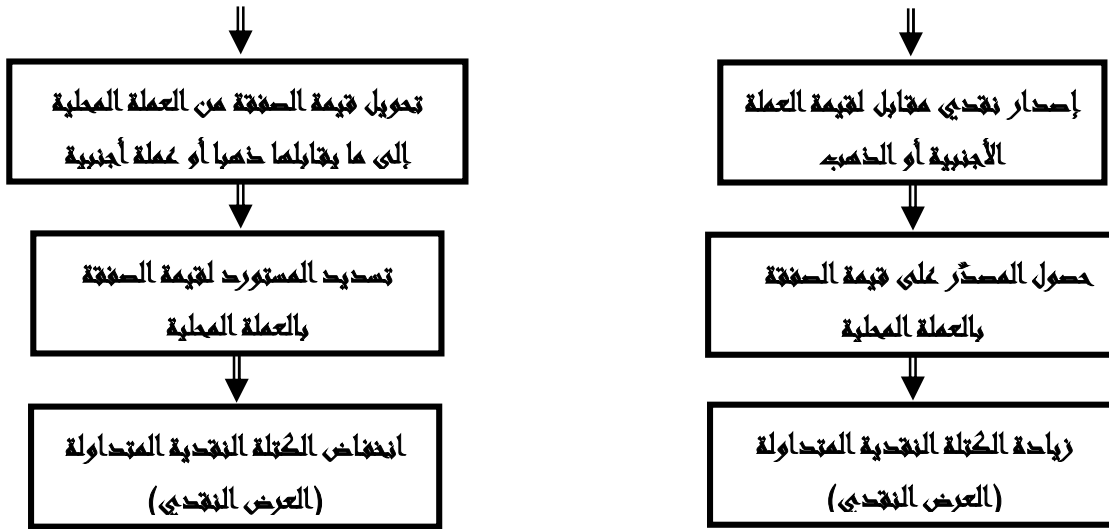 إصدار نقدي مقابل لقيمة العملة
الأجنبية أو الذهب
حصول المصدّر على قيمة الصفقة
بالعملة المحلية
زيادة الكتلة النقدية المتداولة
(العرض النقدي)
تحويل قيمة الصفقة من العملة المحلية
إلى ما يقابلها ذهبا أو عملة أجنبية
تسديد المستورد لقيمة الصفقة
بالعملة المحلية
انخفاض الكتلة النقدية المتداولة
(العرض النقدي)